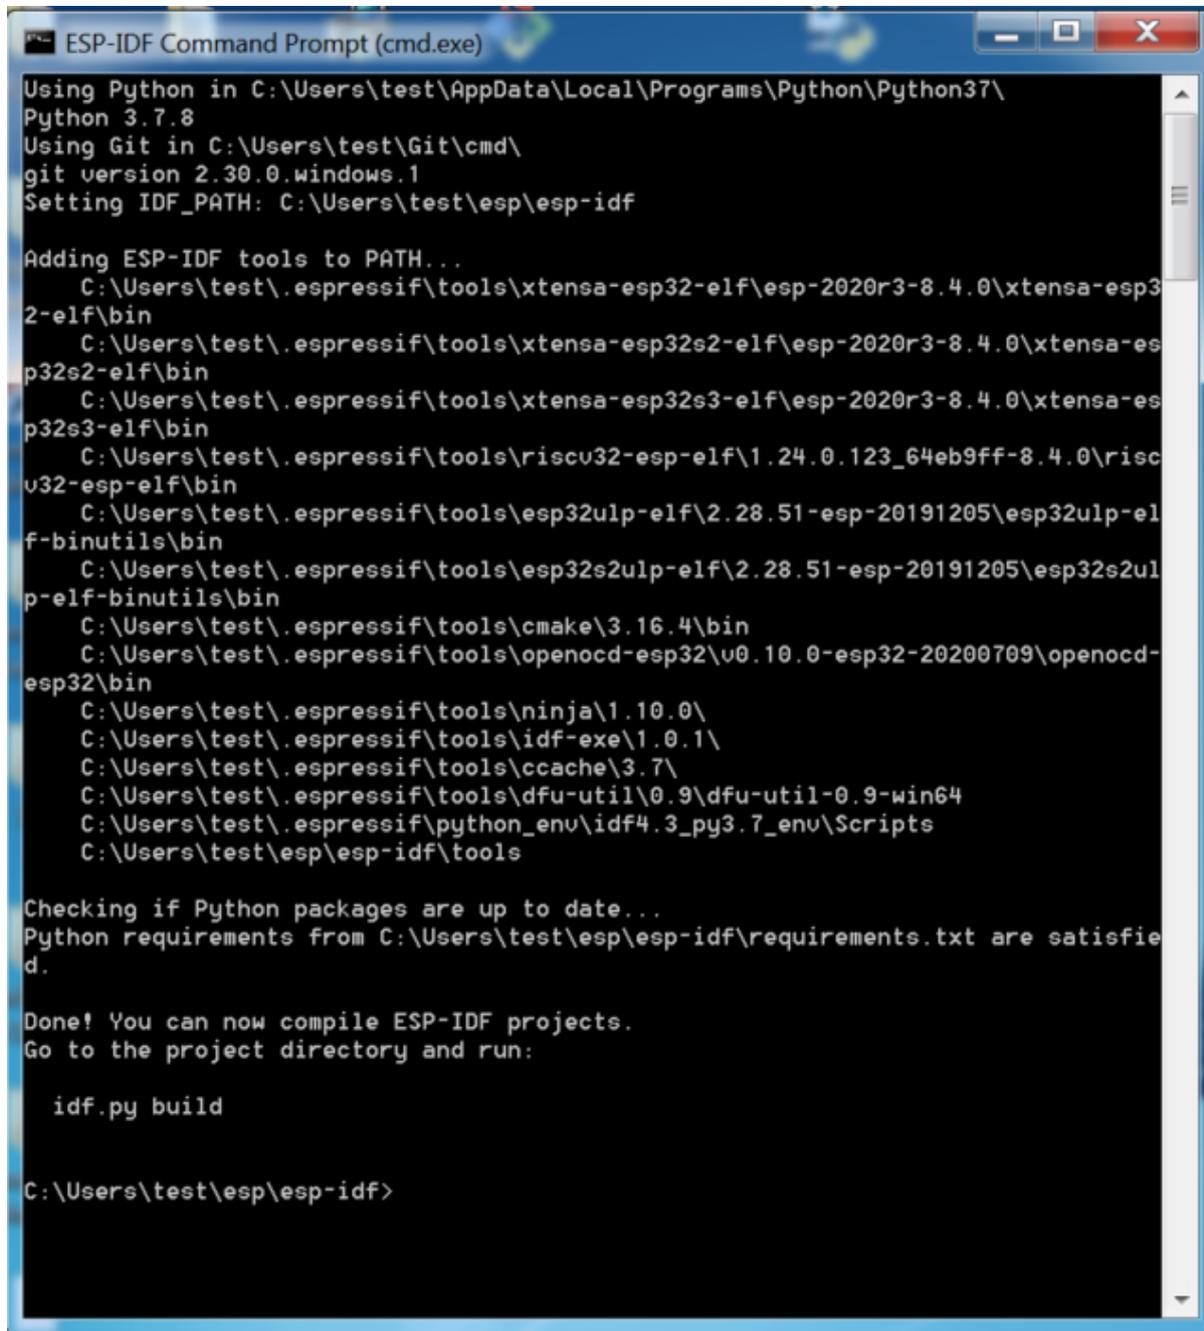 ESP-IDF Command Prompt (cmd.exe)
Using Python in C:\Users\test\AppData\Local\Programs\Python\Python37\
Python 3.7.8
Using Git in C:\Users\test\Git\cmd\
git version 2.30.0.windows.1
Setting IDF_PATH: C:\Users\test\esp\esp-idf
Adding ESP-IDF tools to PATH...
C:\Users\test\.espressif\tools\xtensa-esp32-elf\esp-2020r3-8.4.0\xtensa-esp3
2-elf\bin
C:\Users\test\.espressif\tools\xtensa-esp32s2-elf\esp-2020r3-8.4.0\xtensa-es
p32s2-elf\bin
C:\Users\test\.espressif\tools\xtensa-esp32s3-elf\esp-2020r3-8.4.0\xtensa-es
p32s3-elf\bin
C:\Users\test\.espressif\tools\riscv32-esp-elf\1.24.0.123_64eb9ff-8.4.0\risc
v32-esp-elf\bin
C:\Users\test\.espressif\tools\esp32ulp-elf\2.28.51-esp-20191205\esp32ulp-el
f-binutils\bin
C:\Users\test\.espressif\tools\esp32s2ulp-elf\2.28.51-esp-20191205\esp32s2ul
p-elf-binutils\bin
C:\Users\test\.espressif\tools\cmake\3.16.4\bin
C:\Users\test\.espressif\tools\openocd-esp32\v0.10.0-esp32-20200709\openocd-
esp32\bin
C:\Users\test\.espressif\tools\ninja\1.10.0\
C:\Users\test\.espressif\tools\idf-exe\1.0.1\
C:\Users\test\.espressif\tools\ccache\3.7\
C:\Users\test\.espressif\tools\dfu-util\0.9\dfu-util-0.9-win64
C:\Users\test\.espressif\python_env\idf4.3_py3.7_env\Scripts
C:\Users\test\esp\esp-idf\tools
Checking if Python packages are up to date...
Python requirements from C:\Users\test\esp\esp-idf\requirements.txt are satisfie
d.
Done! You can now compile ESP-IDF projects.
Go to the project directory and run:
idf.py build
C:\Users\test\esp\esp-idf>